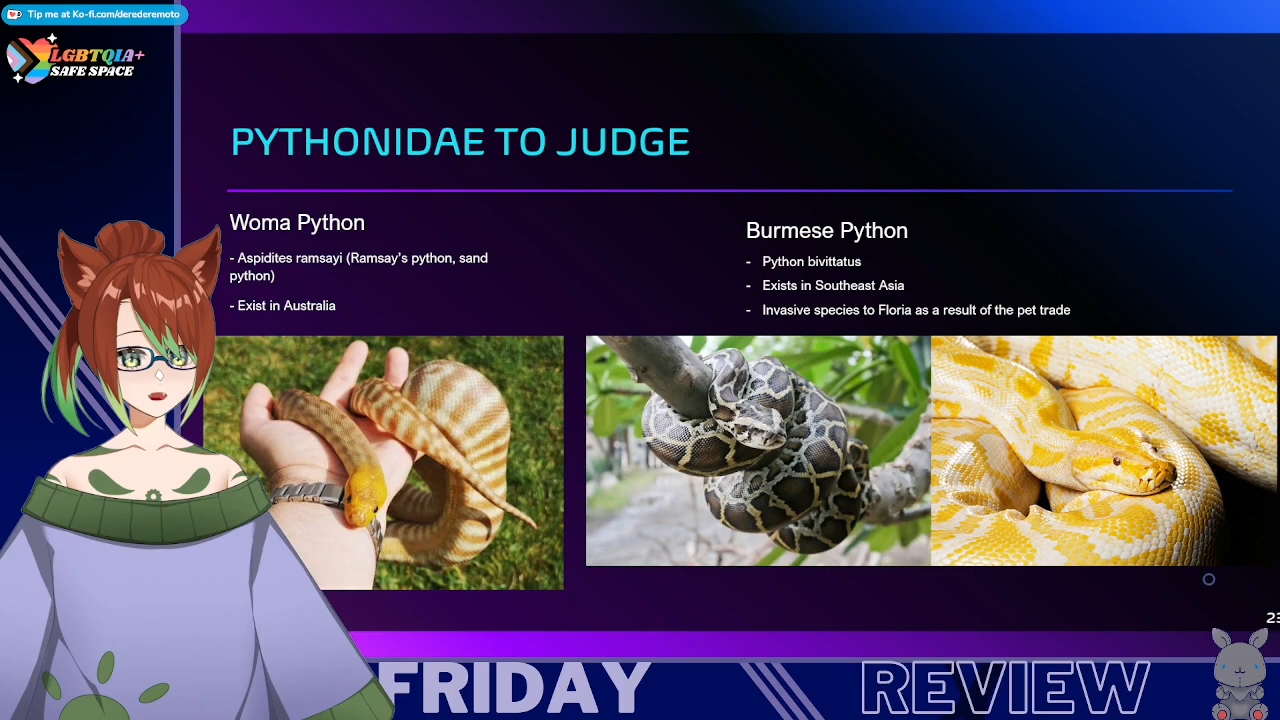 Tip me at Ko-fi.com/derederemoto
LGBTQIA+
SAFE SPACE
PYTHONIDAE TO JUDGE
Woma Python
- Aspidites ramsayi (Ramsay's python, sand
python)
- Exist in Australia
Burmese Python
- Python bivittatus
- Exists in Southeast Asia
- Invasive species to Floria as a result of the pet trade
23
FRIDAY
REVIEW